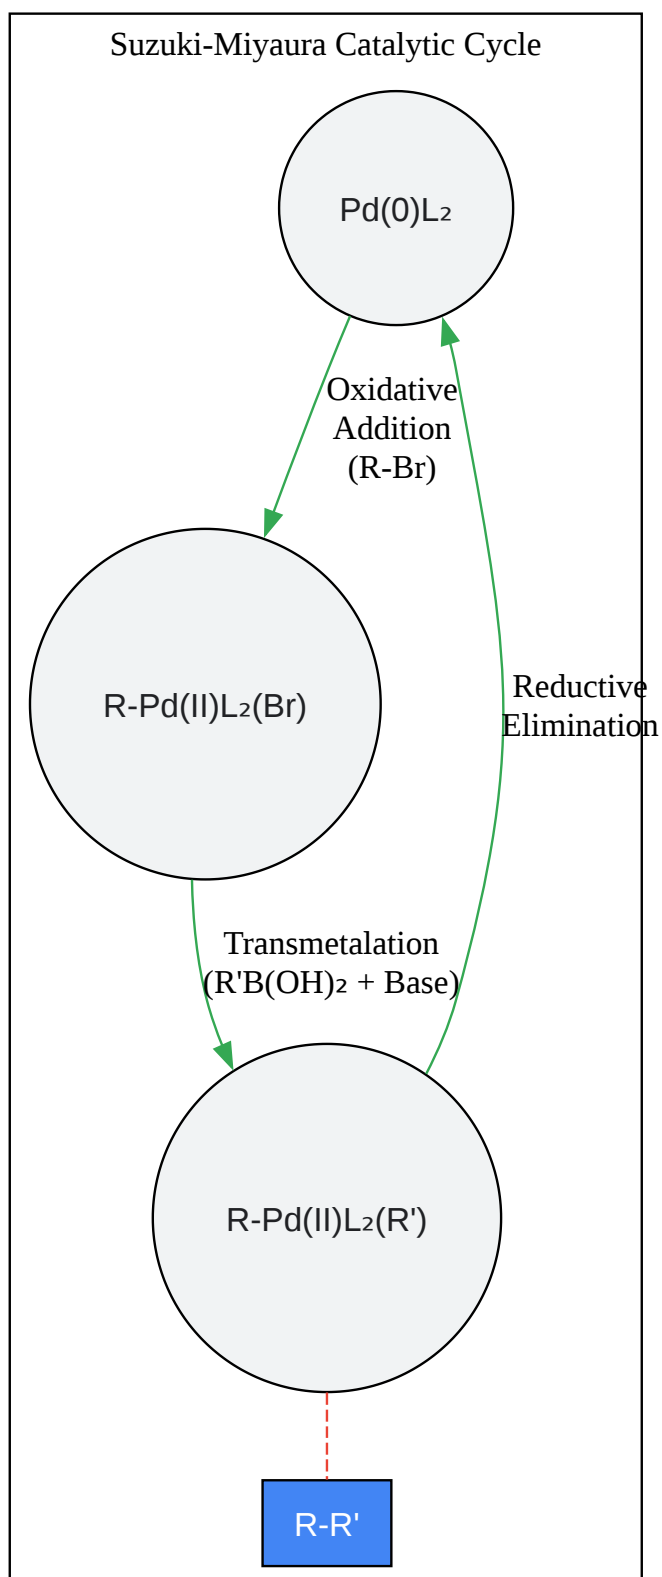 Suzuki-Miyaura Catalytic Cycle
Pd(0)L₂
Oxidative
Addition
(R-Br)
R-Pd(II)L₂(Br)
Reductive
Elimination
Transmetalation
(R'B(OH)₂ + Base)
R-Pd(II)L₂(R')
R-R'